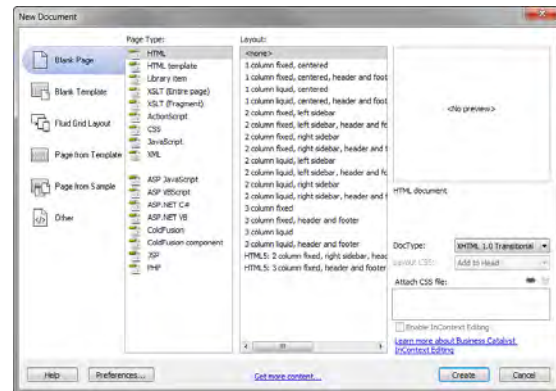 New Document
Blank Page
Blank Template
Fluid Grid Layout
Page from Template
Page from Sample
Other
Page Type:
HTML
HTML template
Library item
XSLT (Entire page)
XSLT (Fragment)
ActionScript
CSS
JavaScript
XML
ASP JavaScript
ASP VBScript
ASP.NET C#
ASP.NET VB
ColdFusion
ColdFusion component
JSP
PHP
Layout:
<none>
1 column fixed, centered
1 column fixed, centered, header and foot
1 column liquid, centered
1 column liquid, centered, header and foot
2 column fixed, left sidebar
2 column fixed, left sidebar, header and fo
2 column fixed, right sidebar
2 column fixed, right sidebar, header and f
2 column liquid, left sidebar
2 column liquid, left sidebar, header and fo
2 column liquid, right sidebar
2 column liquid, right sidebar, header and f
3 column fixed
3 column fixed, header and footer
3 column liquid
3 column liquid, header and footer
HTML5: 2 column fixed, right sidebar, head
HTML5: 3 column fixed, header and footer
<No preview>
HTML document
DocType:
XHTML 1.0 Transitional
Layout CSS:
Add to Head
Attach CSS file:
Enable InContext Editing
Learn more about Business Catalyst
InContext Editing
Help
Preferences...
Get more content...
Create
Cancel